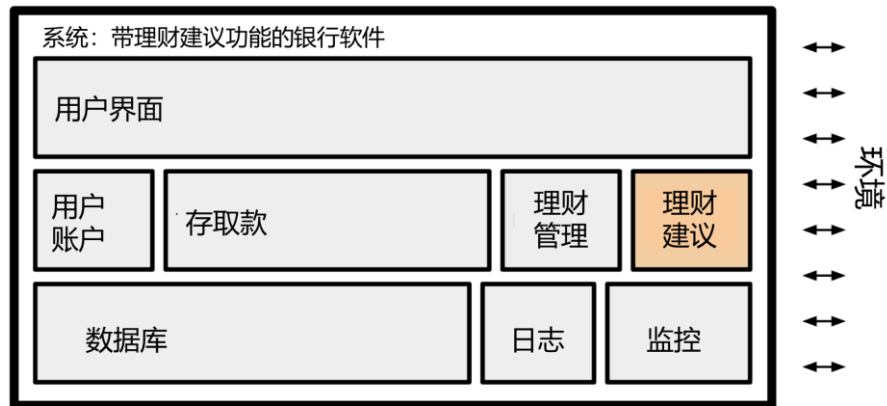 系统：带理财建议功能的银行软件
用户界面
用户
账户
存取款
理财
管理
理财
建议
环境
数据库
日志
监控